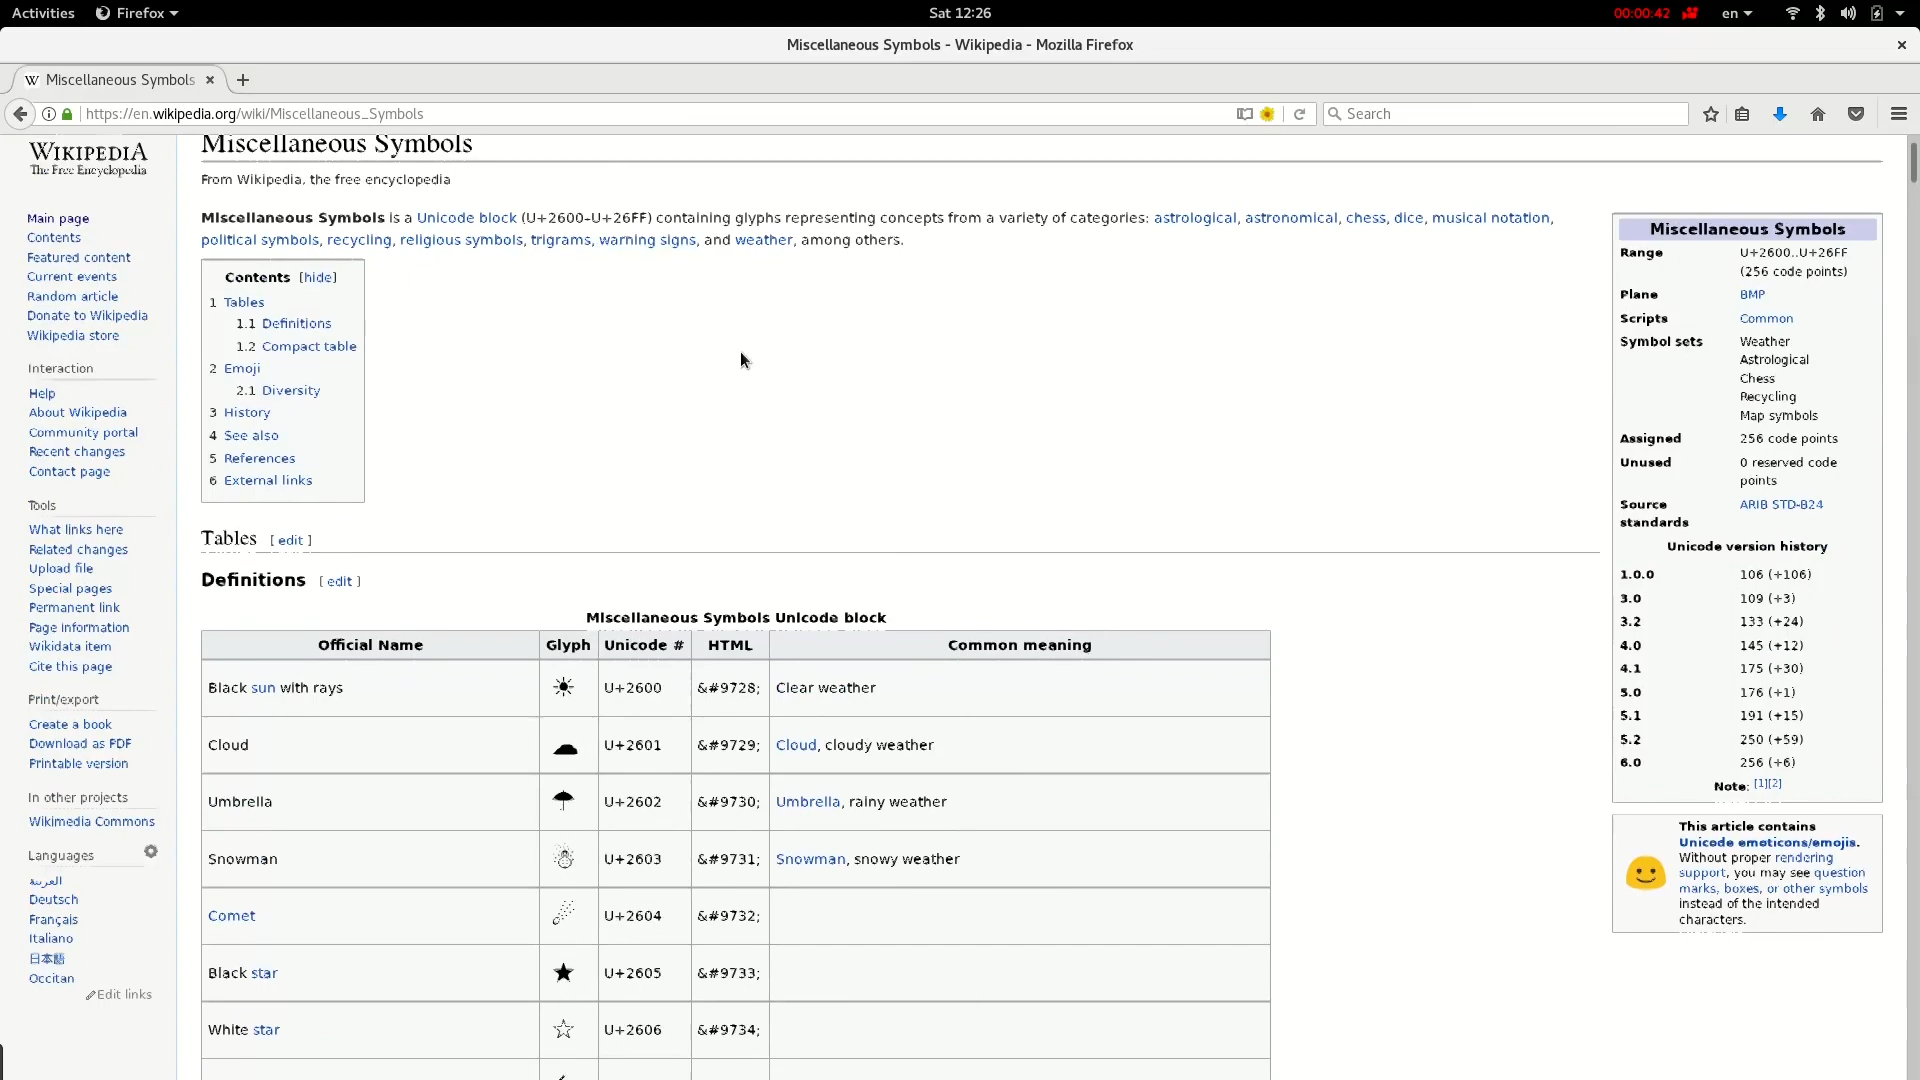 Activities
Firefox
Sat 12:26
00:00:42
en
Miscellaneous Symbols - Wikipedia - Mozilla Firefox
Miscellaneous Symbols
https://en.wikipedia.org/wiki/Miscellaneous_Symbols
Search
WIKIPEDIA
The Free Encyclopedia
Main page
Contents
Featured content
Current events
Random article
Donate to Wikipedia
Wikipedia store
Interaction
Help
About Wikipedia
Community portal
Recent changes
Contact page
Tools
What links here
Related changes
Upload file
Special pages
Permanent link
Page information
Wikidata item
Cite this page
Print/export
Create a book
Download as PDF
Printable version
In other projects
Wikimedia Commons
Languages
العربية
Deutsch
Français
Italiano
日本語
Occitan
Edit links
Miscellaneous Symbols
From Wikipedia, the free encyclopedia
Miscellaneous Symbols is a Unicode block (U+2600–U+26FF) containing glyphs representing concepts from a variety of categories: astrological, astronomical, chess, dice, musical notation,
political symbols, recycling, religious symbols, trigrams, warning signs, and weather, among others.
Contents [hide]
1 Tables
1.1 Definitions
1.2 Compact table
2 Emoji
2.1 Diversity
3 History
4 See also
5 References
6 External links
Tables [ edit ]
Definitions [ edit ]
Miscellaneous Symbols Unicode block
Official Name Glyph Unicode # HTML Common meaning
Black sun with rays ☀ U+2600 &#9728; Clear weather
Cloud ☁ U+2601 &#9729; Cloud, cloudy weather
Umbrella ☂ U+2602 &#9730; Umbrella, rainy weather
Snowman ☃ U+2603 &#9731; Snowman, snowy weather
Comet ☄ U+2604 &#9732;
Black star ★ U+2605 &#9733;
White star ☆ U+2606 &#9734;
Miscellaneous Symbols
Range U+2600..U+26FF
(256 code points)
Plane BMP
Scripts Common
Symbol sets Weather
Astrological
Chess
Recycling
Map symbols
Assigned 256 code points
Unused 0 reserved code
points
Source ARIB STD-B24
standards
Unicode version history
1.0.0 106 (+106)
3.0 109 (+3)
3.2 133 (+24)
4.0 145 (+12)
4.1 175 (+30)
5.0 176 (+1)
5.1 191 (+15)
5.2 250 (+59)
6.0 256 (+6)
Note: [1][2]
This article contains
Unicode emoticons/emojis.
Without proper rendering
support, you may see question
marks, boxes, or other symbols
instead of the intended
characters.